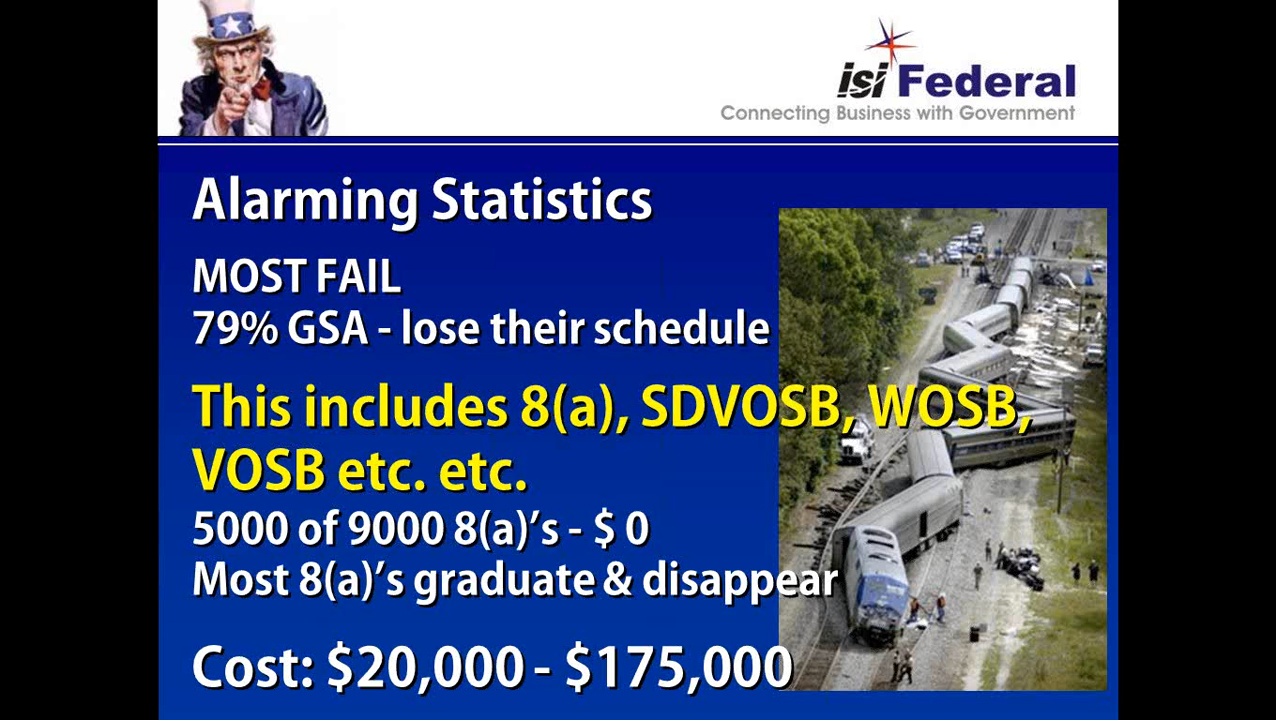 isi Federal
Connecting Business with Government
Alarming Statistics
MOST FAIL
79% GSA - lose their schedule
This includes 8(a), SDVOSB, WOSB,
VOSB etc. etc.
5000 of 9000 8(a)’s - $ 0
Most 8(a)’s graduate & disappear
Cost: $20,000 - $175,000